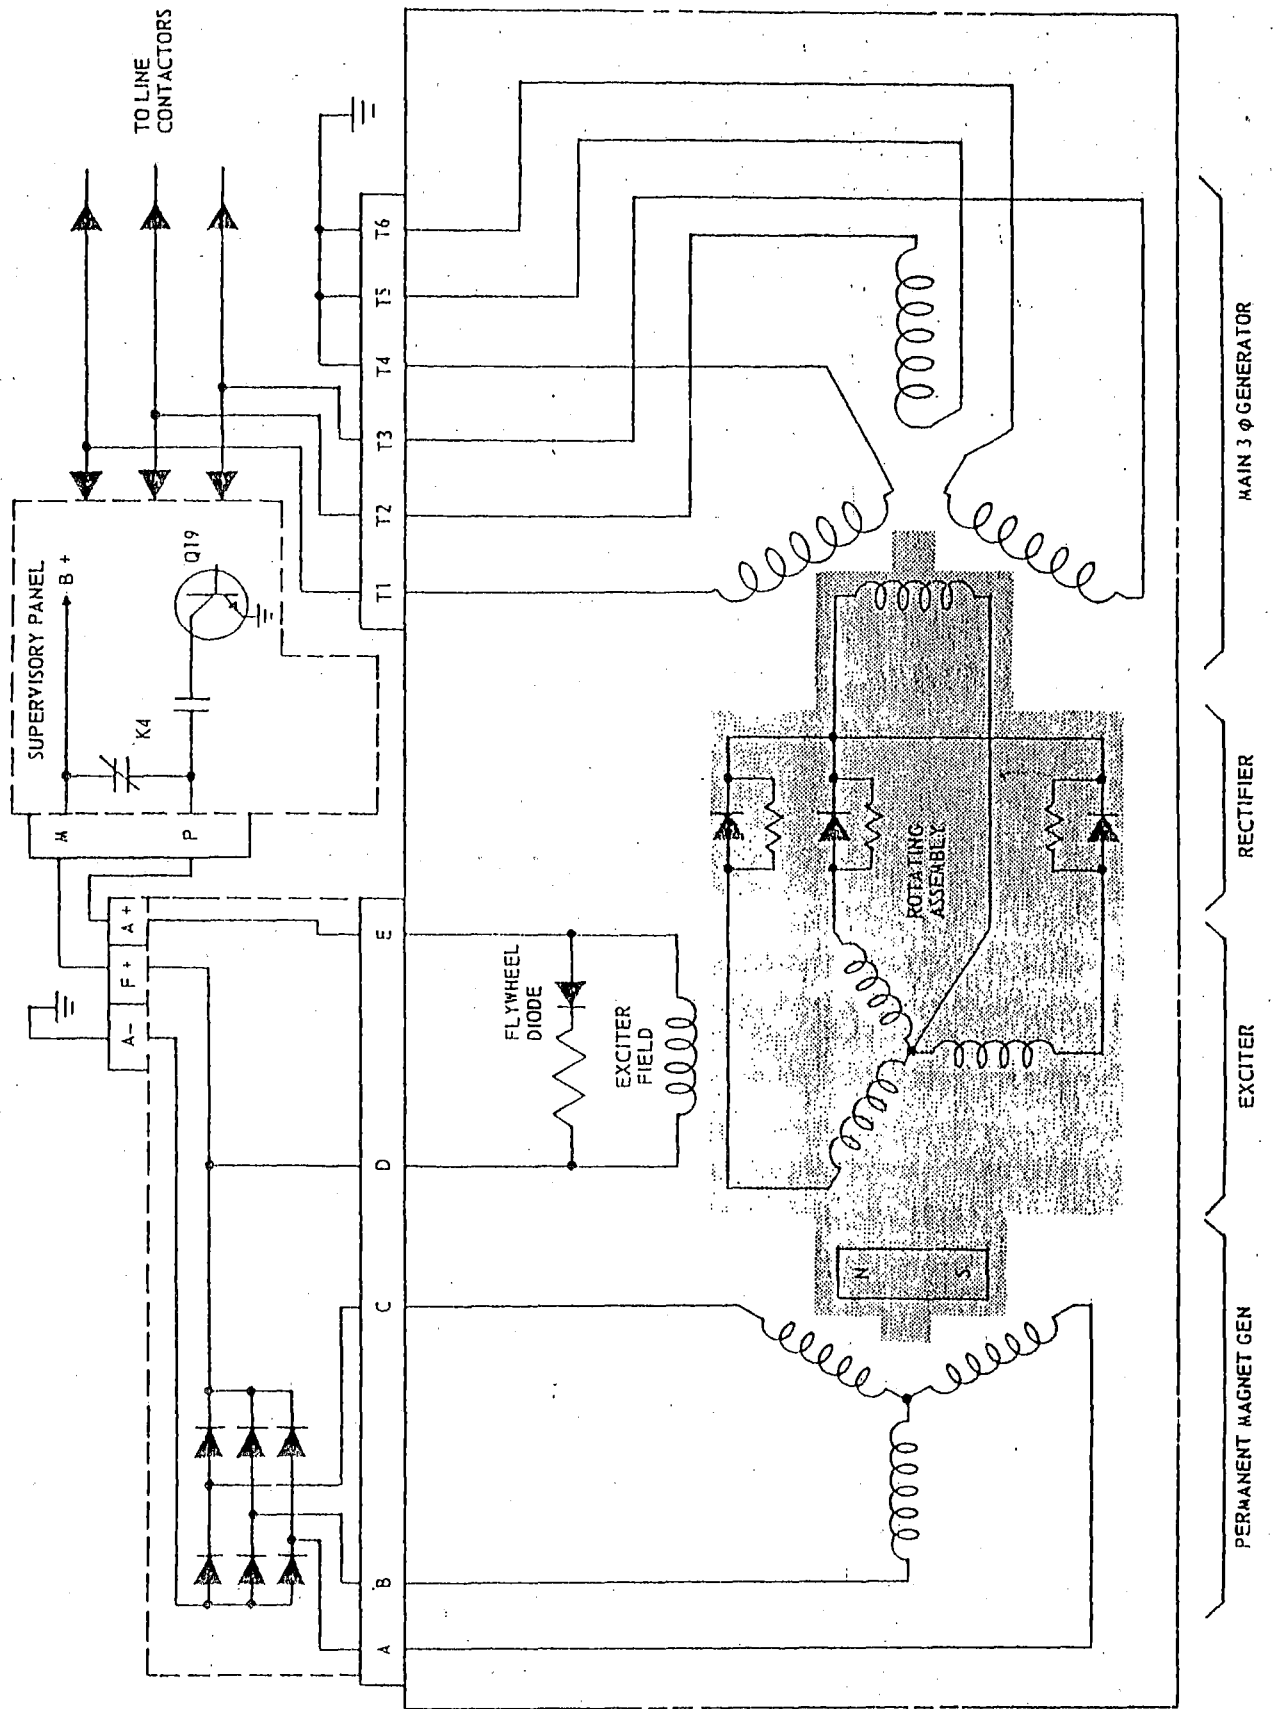 TO LINE
CONTACTORS
SUPERVISORY PANEL
B +
Q19
K4
M
P
A-
F+
A+
A
B
C
D
E
T1
T2
T3
T4
T5
T6
FLYWHEEL
DIODE
EXCITER
FIELD
ROTATING
ASSEMBLY
N
S
PERMANENT MAGNET GEN
EXCITER
RECTIFIER
MAIN 3 φ GENERATOR